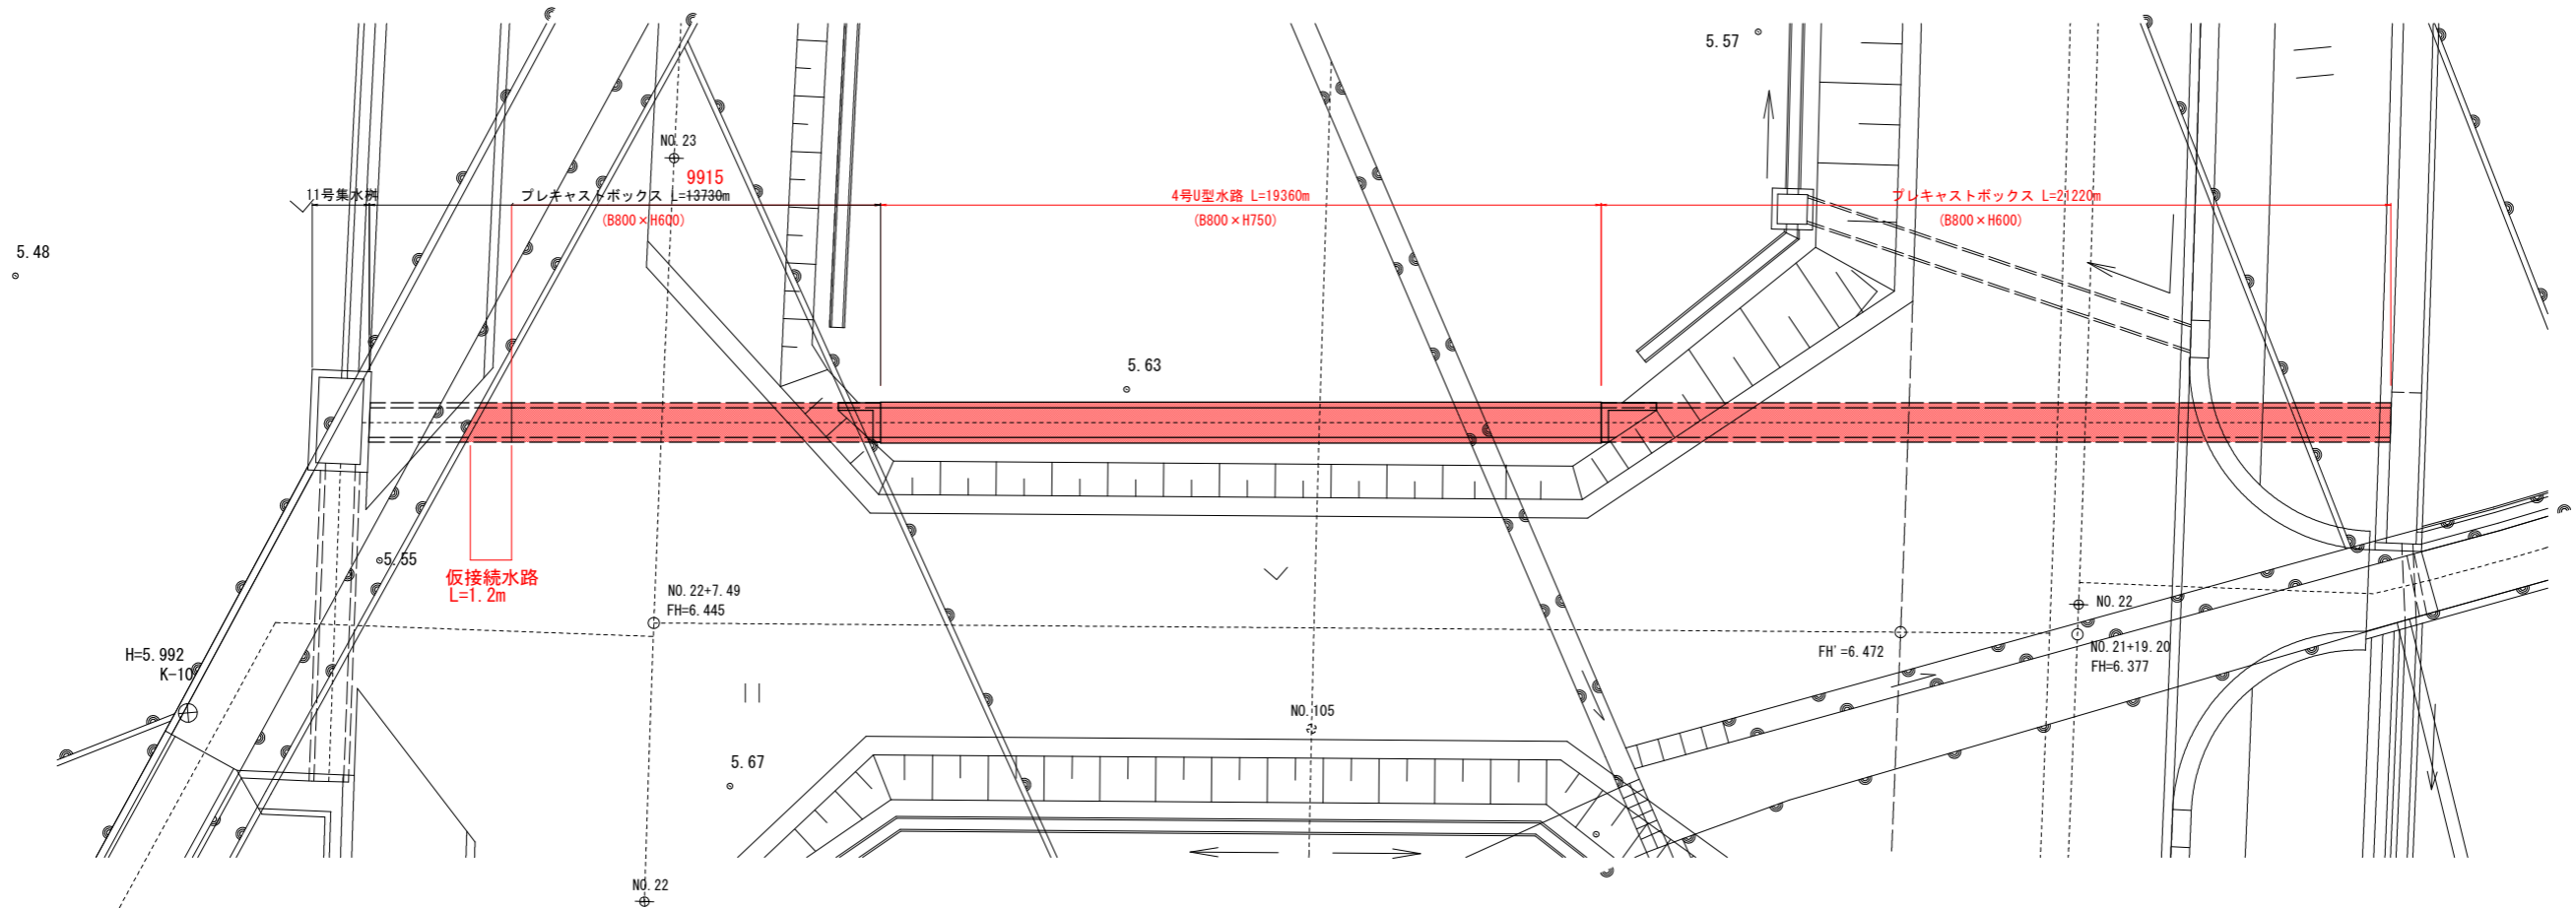 5.57
NO.23
9915
11号集水桝
プレキャストボックス L=13730m
4号U型水路 L=19360m
プレキャストボックス L=21220m
(B800×H600)
(B800×H750)
(B800×H600)
5.48
5.63
5.55
仮接続水路
L=1.2m
NO.22+7.49
FH=6.445
NO.22
H=5.992
K-10
FH'=6.472
NO.21+19.20
FH=6.377
NO.105
5.67
NO.22